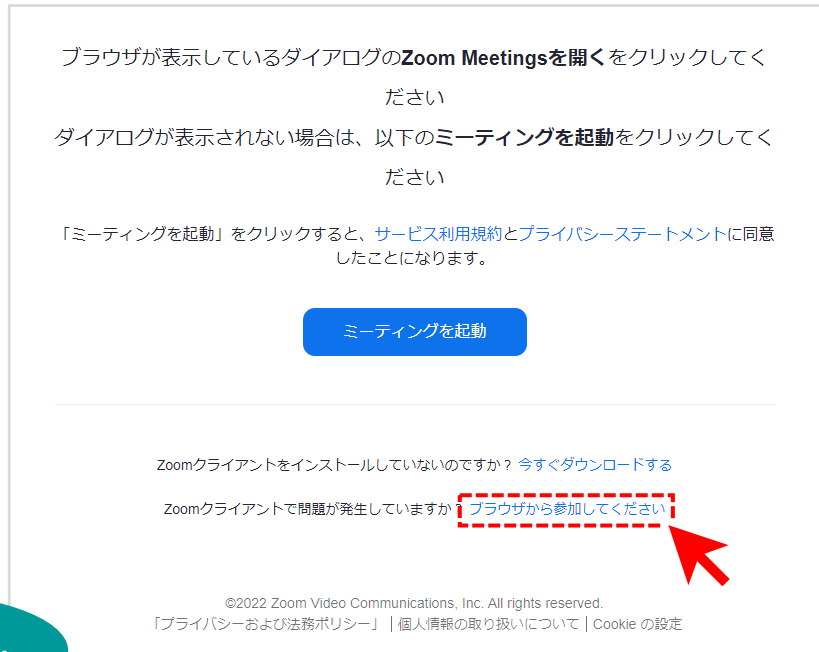 ブラウザが表示しているダイアログのZoom Meetingsを開くをクリックしてく
ださい
ダイアログが表示されない場合は、以下のミーティングを起動をクリックしてく
ださい
「ミーティングを起動」をクリックすると、サービス利用規約とプライバシーステートメントに同意
したことになります。
ミーティングを起動
Zoomクライアントをインストールしていないのですか？ 今すぐダウンロードする
Zoomクライアントで問題が発生していますか？ ブラウザから参加してください
©2022 Zoom Video Communications, Inc. All rights reserved.
「プライバシーおよび法務ポリシー」 | 個人情報の取り扱いについて | Cookie の設定